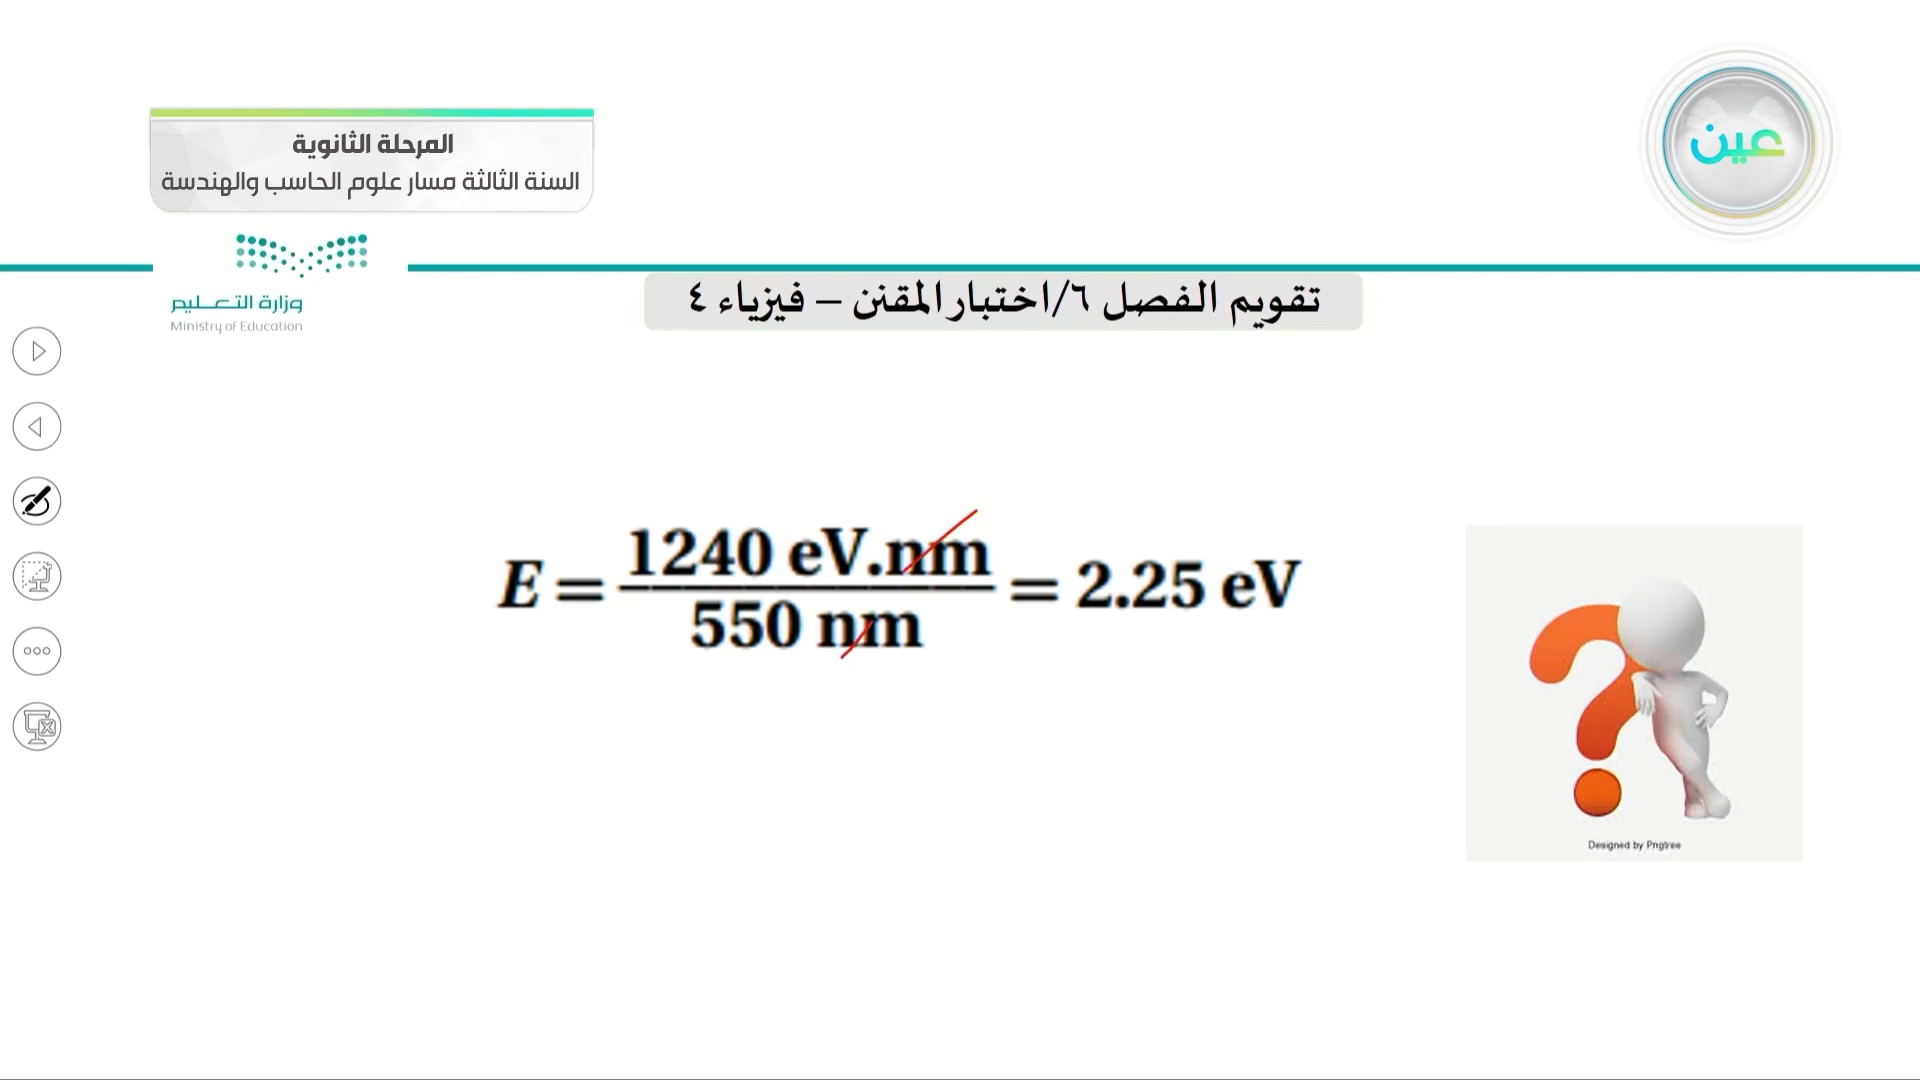 المرحلة الثانوية
السنة الثالثة مسار علوم الحاسب والهندسة
عين
وزارة التعليم
Ministry of Education
تقويم الفصل ٦/اختبار المقنن – فيزياء ٤
E = 1240 eV.nm / 550 nm = 2.25 eV
Designed by Pngtree